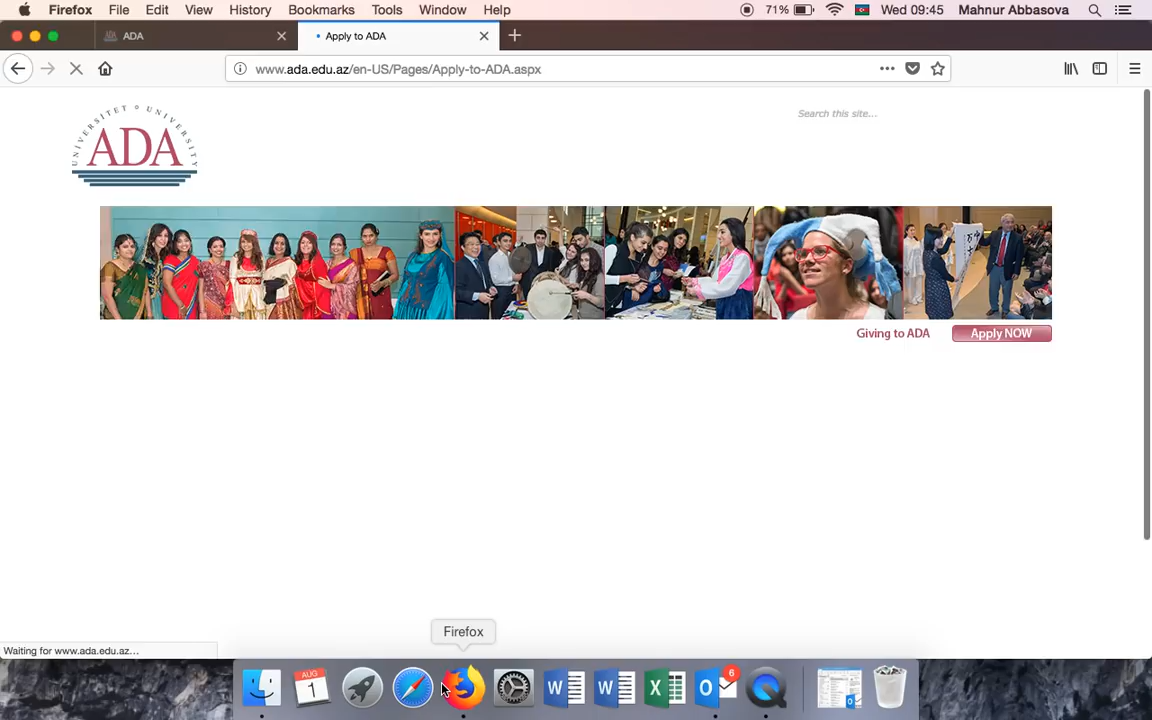 Firefox File Edit View History Bookmarks Tools Window Help 71% Wed 09:45 Mahnur Abbasova
ADA
Apply to ADA
www.ada.edu.az/en-US/Pages/Apply-to-ADA.aspx
UNIVERSITET UNIVERSITY
ADA
Search this site...
Giving to ADA Apply NOW
Firefox
Waiting for www.ada.edu.az...
AUG
1
W W X O 6